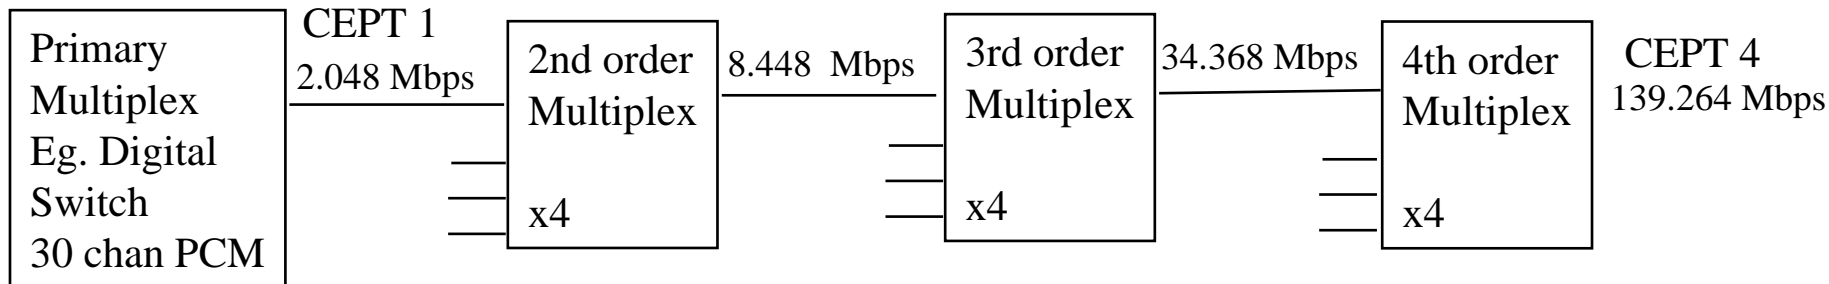 Primary
Multiplex
Eg. Digital
Switch
30 chan PCM
CEPT 1
2.048 Mbps
2nd order
Multiplex
x4
8.448 Mbps
3rd order
Multiplex
x4
34.368 Mbps
4th order
Multiplex
x4
CEPT 4
139.264 Mbps